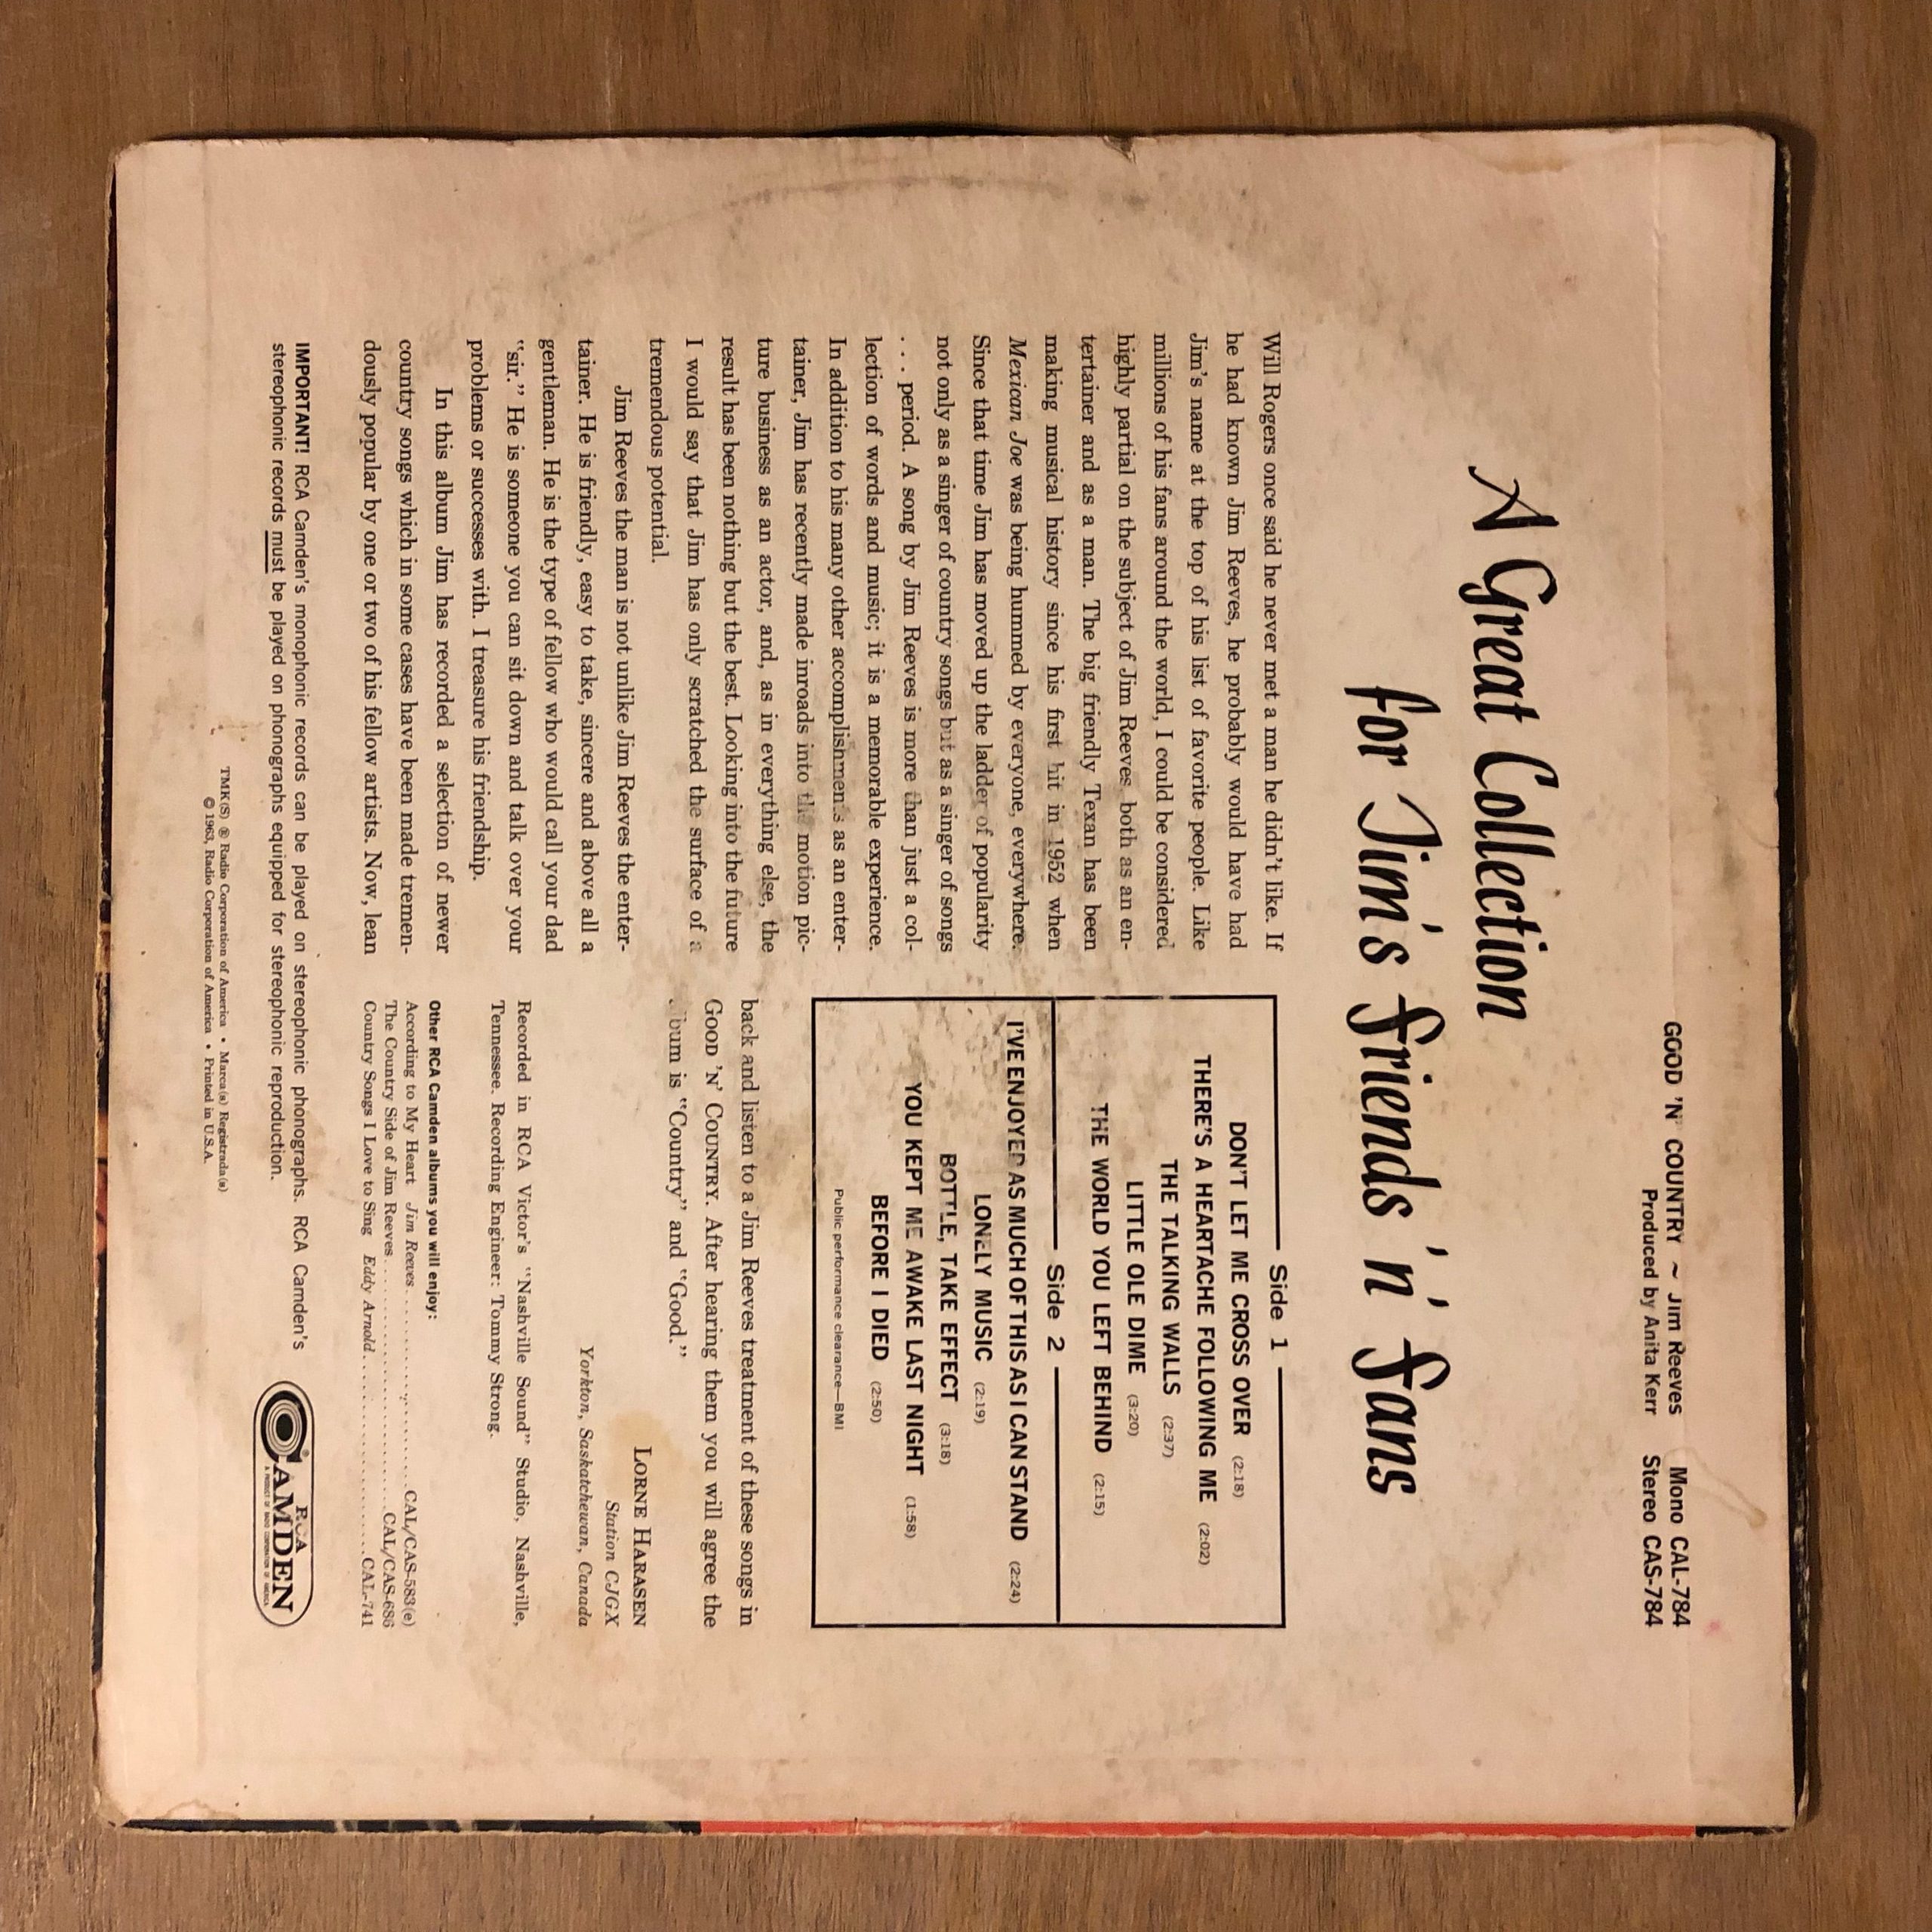 GOOD 'N' COUNTRY ~ Jim Reeves Mono CAL-784
Produced by Anita Kerr Stereo CAS-784
A Great Collection
for Jim's friends 'n' fans
Will Rogers once said he never met a man he didn't like. If
he had known Jim Reeves, he probably would have had
Jim's name at the top of his list of favorite people. Like
millions of his fans around the world, I could be considered
highly partial on the subject of Jim Reeves both as an en-
tertainer and as a man. The big friendly Texan has been
making musical history since his first hit in 1952 when
Mexican Joe was being hummed by everyone, everywhere.
Since that time Jim has moved up the ladder of popularity
not only as a singer of country songs but as a singer of songs
. . . period. A song by Jim Reeves is more than just a col-
lection of words and music; it is a memorable experience.
In addition to his many other accomplishments as an enter-
tainer, Jim has recently made inroads into the motion pic-
ture business as an actor, and, as in everything else, the
result has been nothing but the best. Looking into the future
I would say that Jim has only scratched the surface of a
tremendous potential.
Jim Reeves the man is not unlike Jim Reeves the enter-
tainer. He is friendly, easy to take, sincere and above all a
gentleman. He is the type of fellow who would call your dad
"sir." He is someone you can sit down and talk over your
problems or successes with. I treasure his friendship.
In this album Jim has recorded a selection of newer
country songs which in some cases have been made tremen-
dously popular by one or two of his fellow artists. Now, lean
Side 1
DON'T LET ME CROSS OVER (2:18)
THERE'S A HEARTACHE FOLLOWING ME (2:02)
THE TALKING WALLS (2:37)
LITTLE OLE DIME (3:20)
THE WORLD YOU LEFT BEHIND (2:15)
Side 2
I'VE ENJOYED AS MUCH OF THIS AS I CAN STAND (2:24)
LONELY MUSIC (2:19)
BOTTLE, TAKE EFFECT (3:18)
YOU KEPT ME AWAKE LAST NIGHT (1:58)
BEFORE I DIED (2:50)
Public performance clearance—BMI
back and listen to a Jim Reeves treatment of these songs in
GOOD 'N' COUNTRY. After hearing them you will agree the
album is "Country" and "Good."
LORNE HARASEN
Station CJGX
Yorkton, Saskatchewan, Canada
Recorded in RCA Victor's "Nashville Sound" Studio, Nashville,
Tennessee. Recording Engineer: Tommy Strong.
Other RCA Camden albums you will enjoy:
According to My Heart Jim Reeves . . . . . . . . . . CAL/CAS-583(e)
The Country Side of Jim Reeves . . . . . . . . . . CAL/CAS-686
Country Songs I Love to Sing Eddy Arnold . . . . . . . . . . CAL-741
IMPORTANT! RCA Camden's monophonic records can be played on stereophonic phonographs. RCA Camden's
stereophonic records must be played on phonographs equipped for stereophonic reproduction.
RCA
CAMDEN
TMK(S) ® Radio Corporation of America • Marca(s) Registrada(s)
© 1963, Radio Corporation of America • Printed in U.S.A.